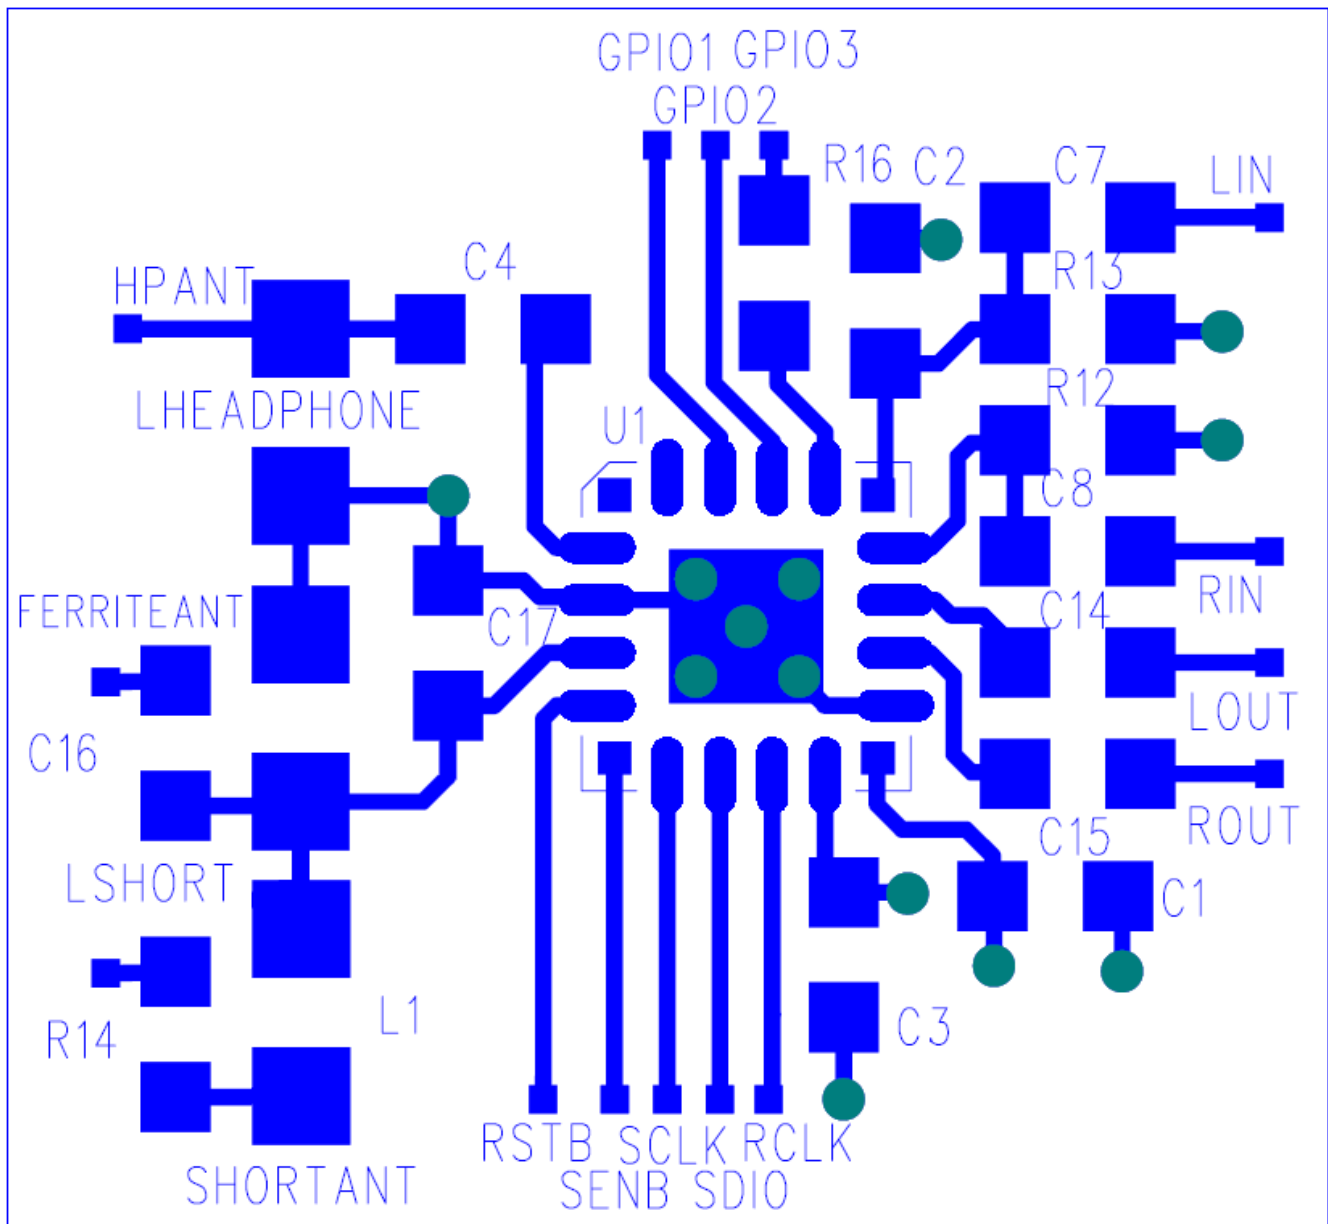 GPIO1 GPIO3
GPIO2
R16 C2 C7 LIN
C4
HPANT
R13
LHEADPHONE
R12
U1
C8
FERRITEANT
C17
C14
RIN
LOUT
C16
C15
ROUT
LSHORT
C1
L1
C3
R14
RSTB SCLK RCLK
SENB SDIO
SHORTANT